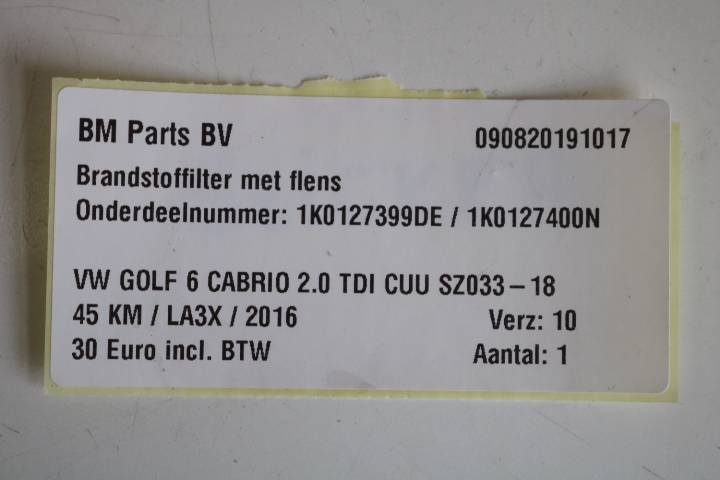 BM Parts BV 090820191017
Brandstoffilter met flens
Onderdeelnummer: 1K0127399DE / 1K0127400N
VW GOLF 6 CABRIO 2.0 TDI CUU SZ033-18
45 KM / LA3X / 2016 Verz: 10
30 Euro incl. BTW Aantal: 1